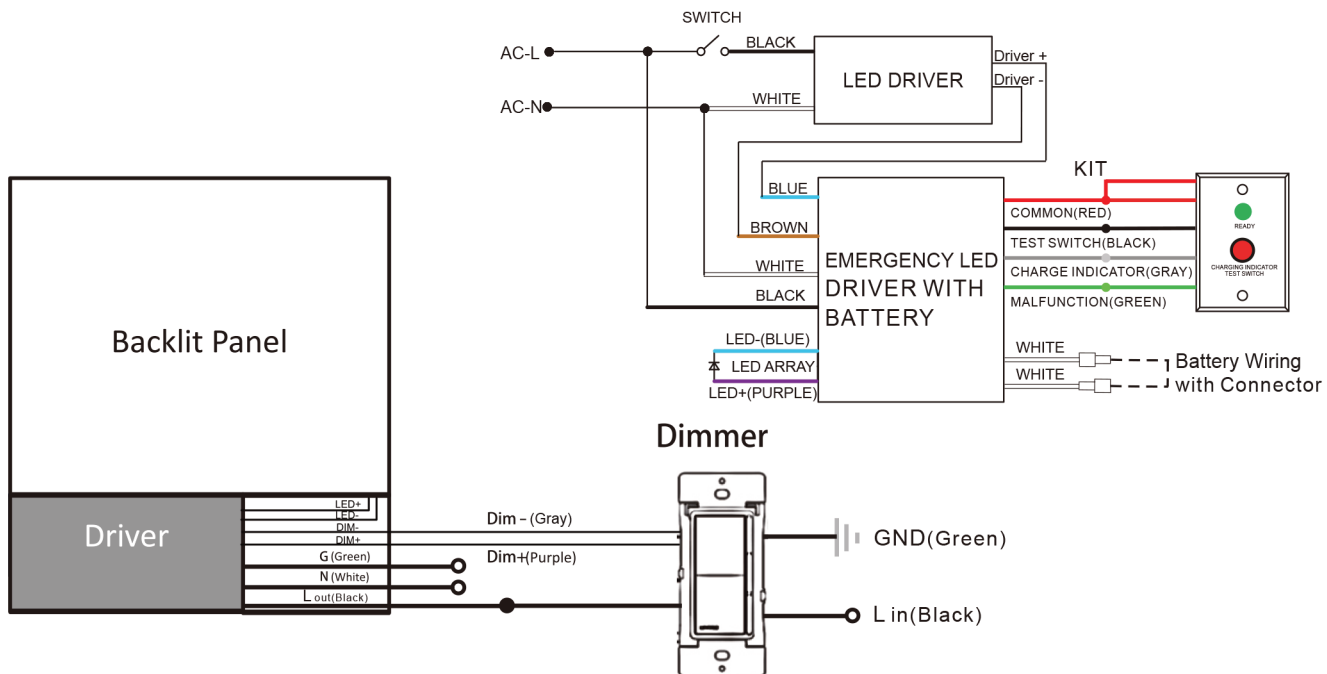 SWITCH
AC-L
BLACK
LED DRIVER
Driver +
Driver -
AC-N
WHITE
KIT
BLUE
COMMON(RED)
BROWN
TEST SWITCH(BLACK)
WHITE
CHARGE INDICATOR(GRAY)
BLACK
MALFUNCTION(GREEN)
EMERGENCY LED
DRIVER WITH
BATTERY
READY
CHARGING INDICATOR
TEST SWITCH
LED-(BLUE)
LED ARRAY
LED+(PURPLE)
WHITE
WHITE
Battery Wiring
with Connector
Backlit Panel
Driver
LED+
LED-
DIM-
DIM+
G (Green)
N (White)
L out(Black)
Dim - (Gray)
Dim+(Purple)
Dimmer
GND(Green)
L in(Black)